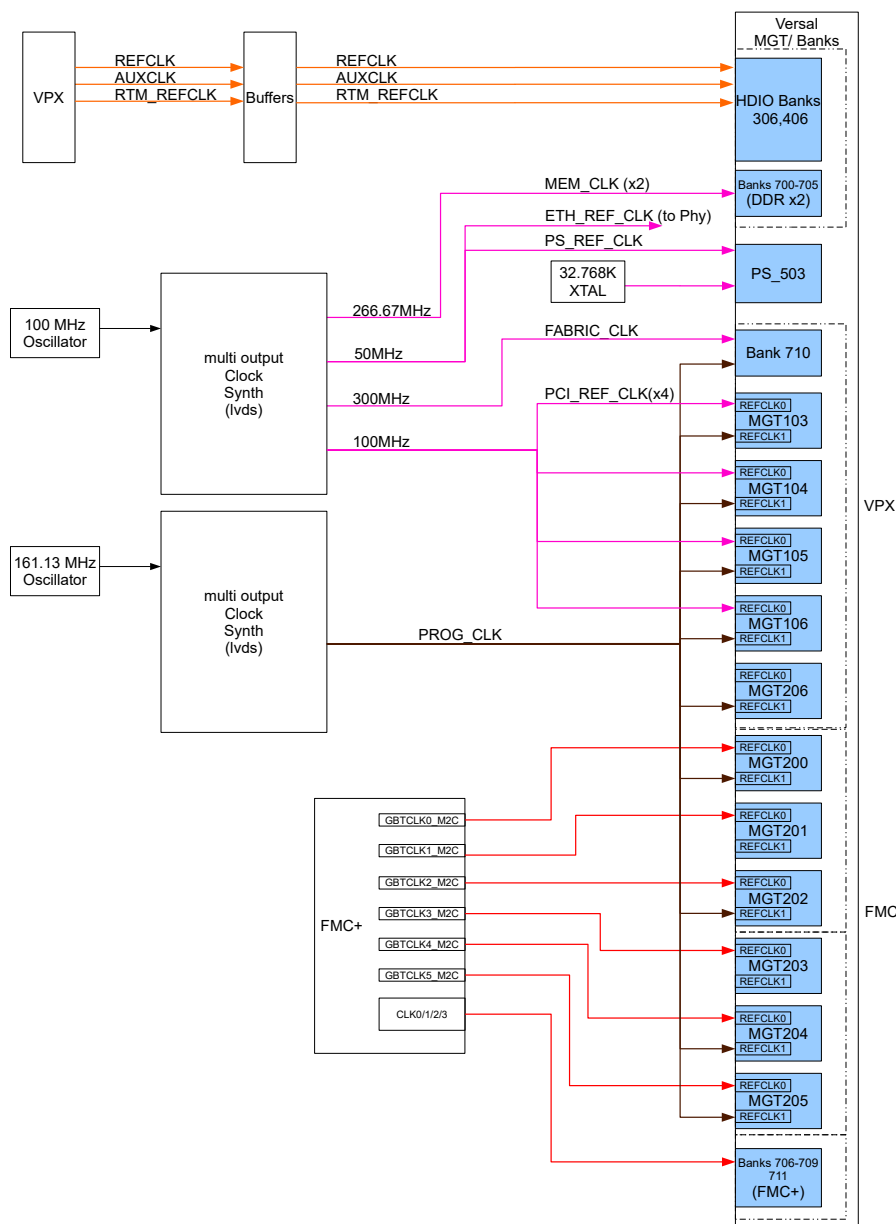 Versal
MGT/ Banks
VPX
REFCLK
AUXCLK
RTM_REFCLK
Buffers
REFCLK
AUXCLK
RTM_REFCLK
HDIO Banks
306,406
MEM_CLK (x2)
Banks 700-705
(DDR x2)
ETH_REF_CLK (to Phy)
PS_REF_CLK
32.768K
XTAL
PS_503
100 MHz
Oscillator
multi output
Clock
Synth
(lvds)
266.67MHz
50MHz
300MHz
100MHz
FABRIC_CLK
Bank 710
PCI_REF_CLK(x4)
REFCLK0
MGT103
REFCLK1
REFCLK0
MGT104
REFCLK1
VPX
REFCLK0
MGT105
REFCLK1
161.13 MHz
Oscillator
multi output
Clock
Synth
(lvds)
PROG_CLK
REFCLK0
MGT106
REFCLK1
REFCLK0
MGT206
REFCLK1
REFCLK0
MGT200
REFCLK1
REFCLK0
MGT201
REFCLK1
REFCLK0
MGT202
REFCLK1
FMC
REFCLK0
MGT203
REFCLK1
REFCLK0
MGT204
REFCLK1
REFCLK0
MGT205
REFCLK1
FMC+
GBTCLK0_M2C
GBTCLK1_M2C
GBTCLK2_M2C
GBTCLK3_M2C
GBTCLK4_M2C
GBTCLK5_M2C
CLK0/1/2/3
Banks 706-709
711
(FMC+)